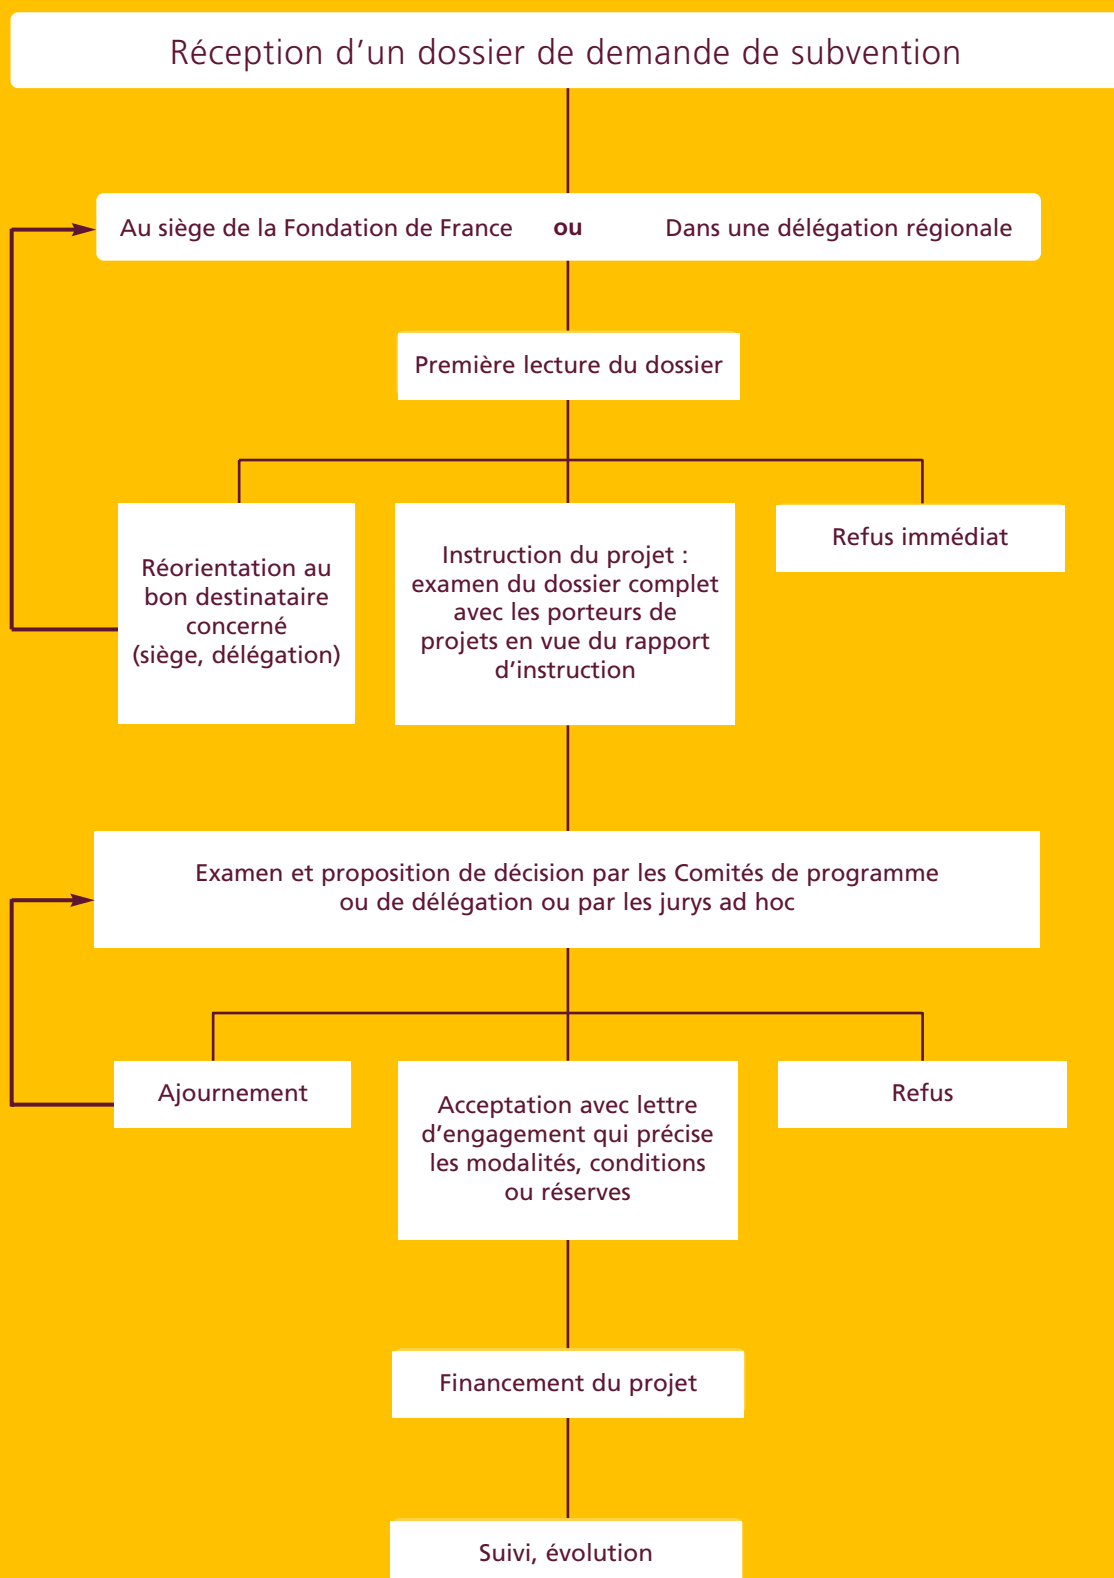 Réception d’un dossier de demande de subvention
Au siège de la Fondation de France ou Dans une délégation régionale
Première lecture du dossier
Réorientation au
bon destinataire
concerné
(siège, délégation)
Instruction du projet :
examen du dossier complet
avec les porteurs de
projets en vue du rapport
d’instruction
Refus immédiat
Examen et proposition de décision par les Comités de programme
ou de délégation ou par les jurys ad hoc
Ajournement
Acceptation avec lettre
d’engagement qui précise
les modalités, conditions
ou réserves
Refus
Financement du projet
Suivi, évolution